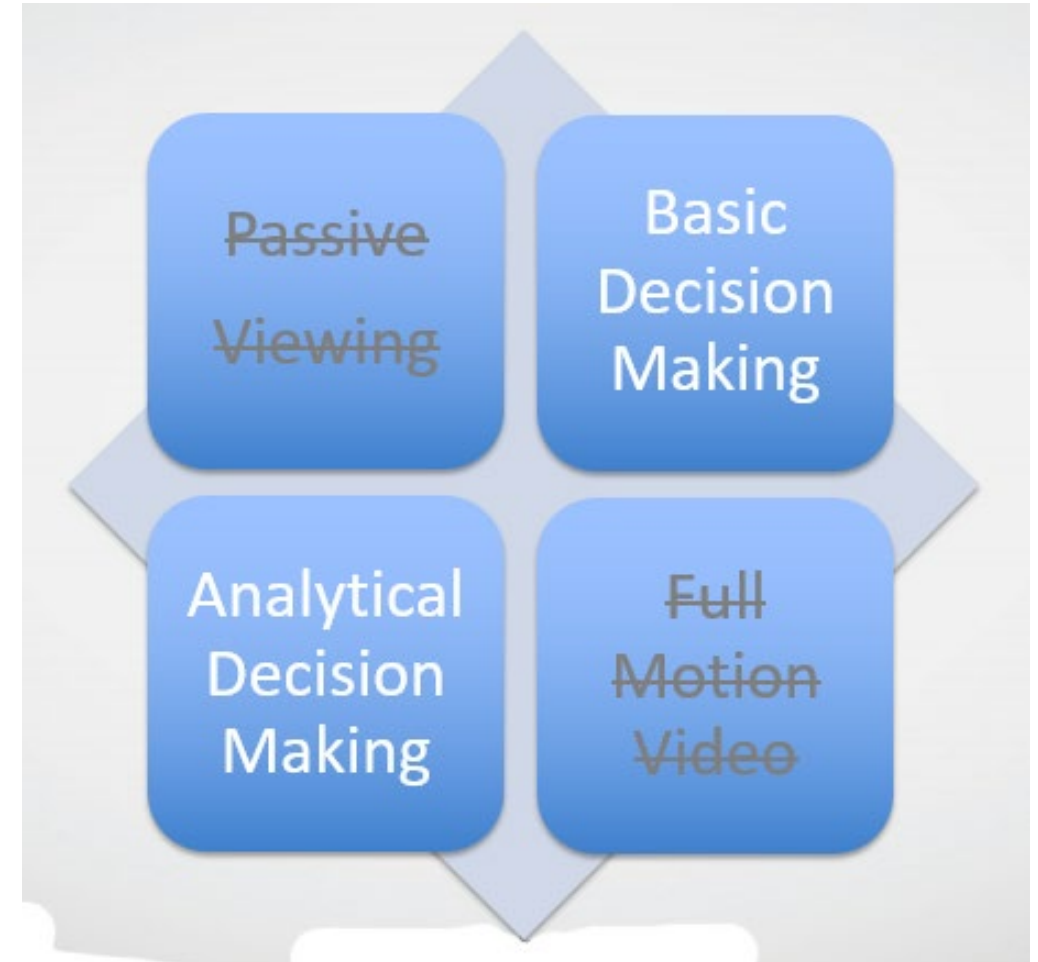 Passive
Viewing
Basic
Decision
Making
Analytical
Decision
Making
Full
Motion
Video